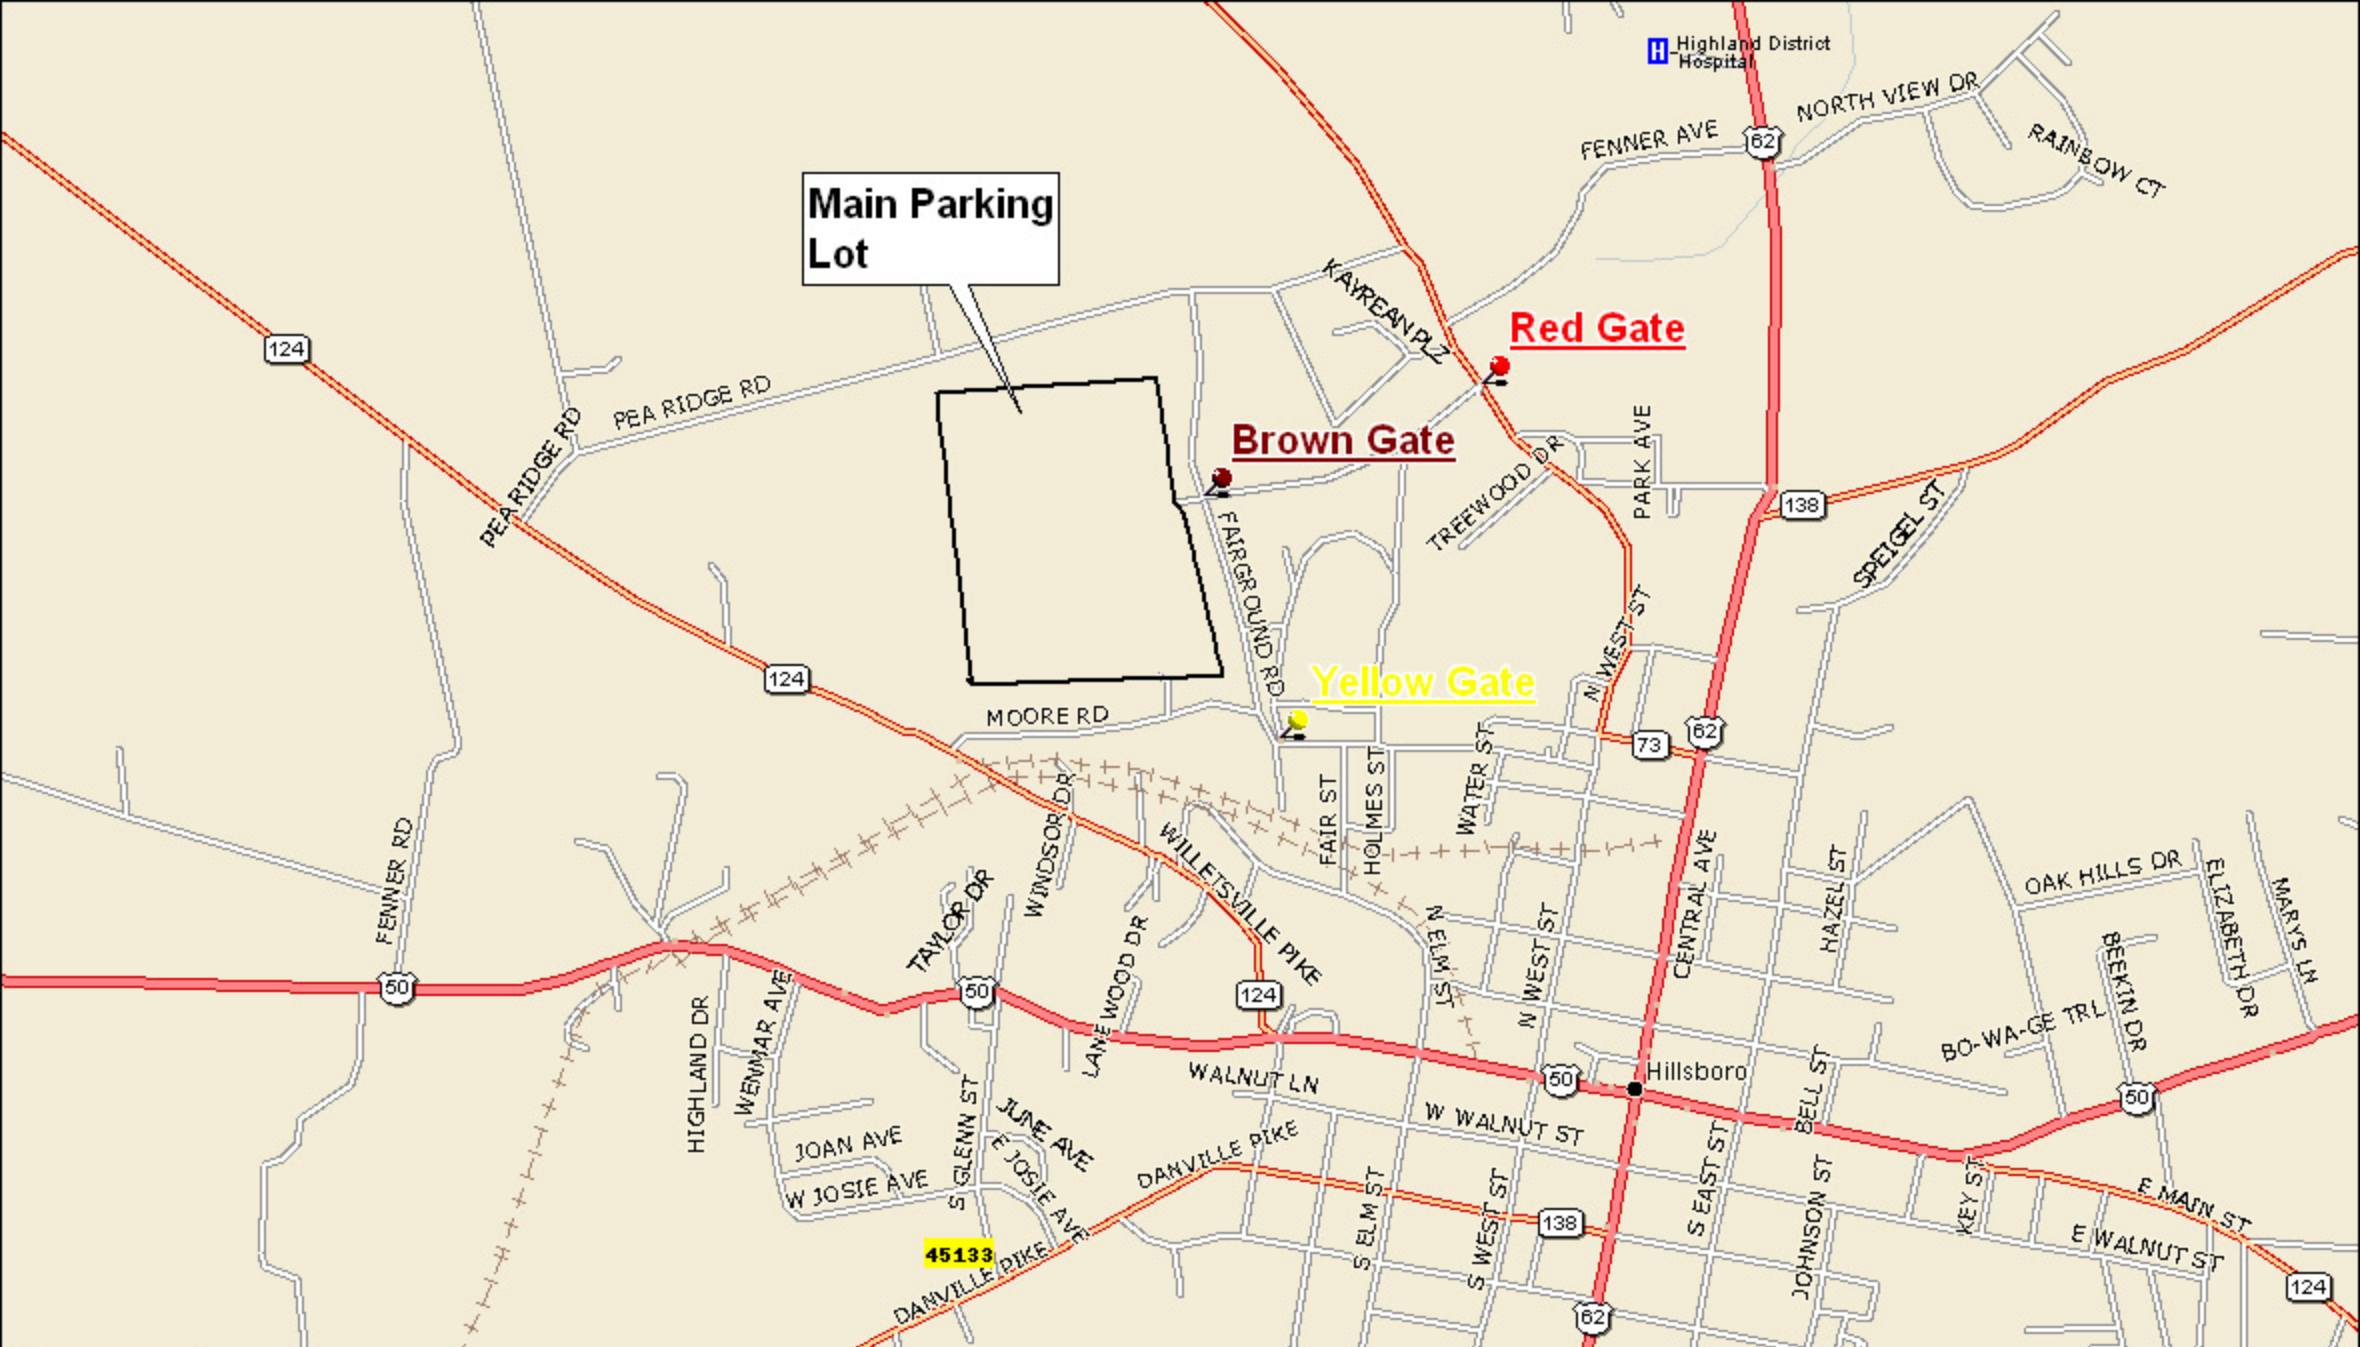 Highland District
Hospital
H
NORTH VIEW DR
FENNER AVE
62
RAINBOW CT
Main Parking
Lot
KAYREAN PLZ
Red Gate
124
PEA RIDGE RD
PEA RIDGE RD
Brown Gate
PARK AVE
TREEWOOD DR
138
SPEIGEL ST
FAIRGROUND RD
N WEST ST
124
Yellow Gate
MOORE RD
73
62
WATER ST
FAIR ST
HOLMES ST
WINDSOR DR
WILLETSVILLE PIKE
FENNER RD
TAYLOR DR
CENTRAL AVE
HAZEL ST
OAK HILLS DR
ELIZABETH DR
MARYS LN
BEEKIN DR
N ELM ST
N WEST ST
LANEWOOD DR
50
50
124
HIGHLAND DR
WENMAR AVE
BO-WA-GE TRL
Hillsboro
50
50
WALNUT LN
W WALNUT ST
BELL ST
JUNE AVE
S GLENN ST
E JOSIE AVE
JOAN AVE
W JOSIE AVE
DANVILLE PIKE
S ELM ST
S WEST ST
S EAST ST
JOHNSON ST
KEY ST
E MAIN ST
E WALNUT ST
138
45133
DANVILLE PIKE
124
62